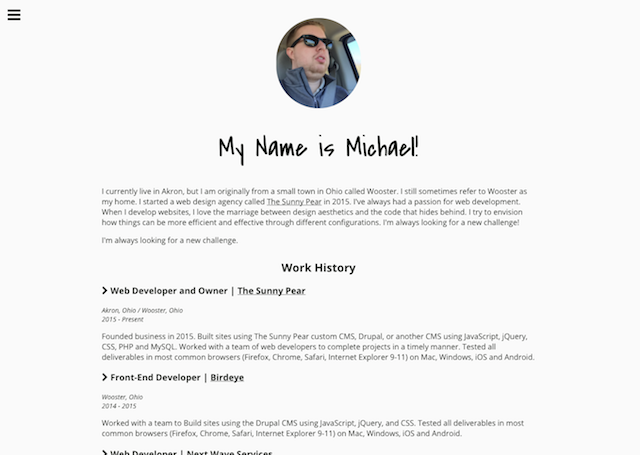 My Name is Michael!
I currently live in Akron, but I am originally from a small town in Ohio called Wooster. I still sometimes refer to Wooster as
my home. I started a web design agency called The Sunny Pear in 2015. I've always had a passion for web development.
When I develop websites, I love the marriage between design aesthetics and the code that hides behind. I try to envision
how things can be more efficient and effective through different configurations. I'm always looking for a new challenge!
I'm always looking for a new challenge.
Work History
Web Developer and Owner | The Sunny Pear
Akron, Ohio / Wooster, Ohio
2015 - Present
Founded business in 2015. Built sites using The Sunny Pear custom CMS, Drupal, or another CMS using JavaScript, jQuery,
CSS, PHP and MySQL. Worked with a team of web developers to complete projects in a timely manner. Tested all
deliverables in most common browsers (Firefox, Chrome, Safari, Internet Explorer 9-11) on Mac, Windows, iOS and Android.
Front-End Developer | Birdeye
Wooster, Ohio
2014 - 2015
Worked with a team to Build sites using the Drupal CMS using JavaScript, jQuery, and CSS. Tested all deliverables in most
common browsers (Firefox, Chrome, Safari, Internet Explorer 9-11) on Mac, Windows, iOS and Android.
Web Developer | Next Wave Services